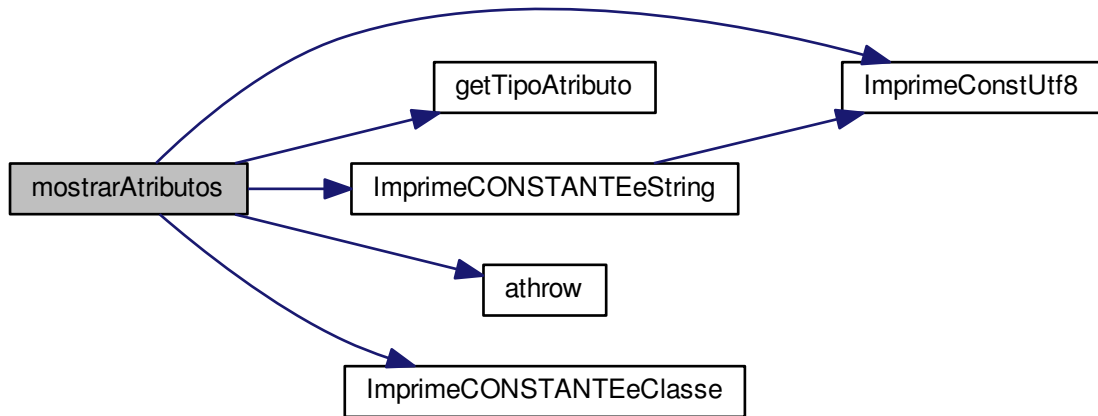 getTipoAtributo
ImprimeConstUtf8
mostrarAtributos
ImprimeCONSTANTEeString
athrow
ImprimeCONSTANTEeClasse